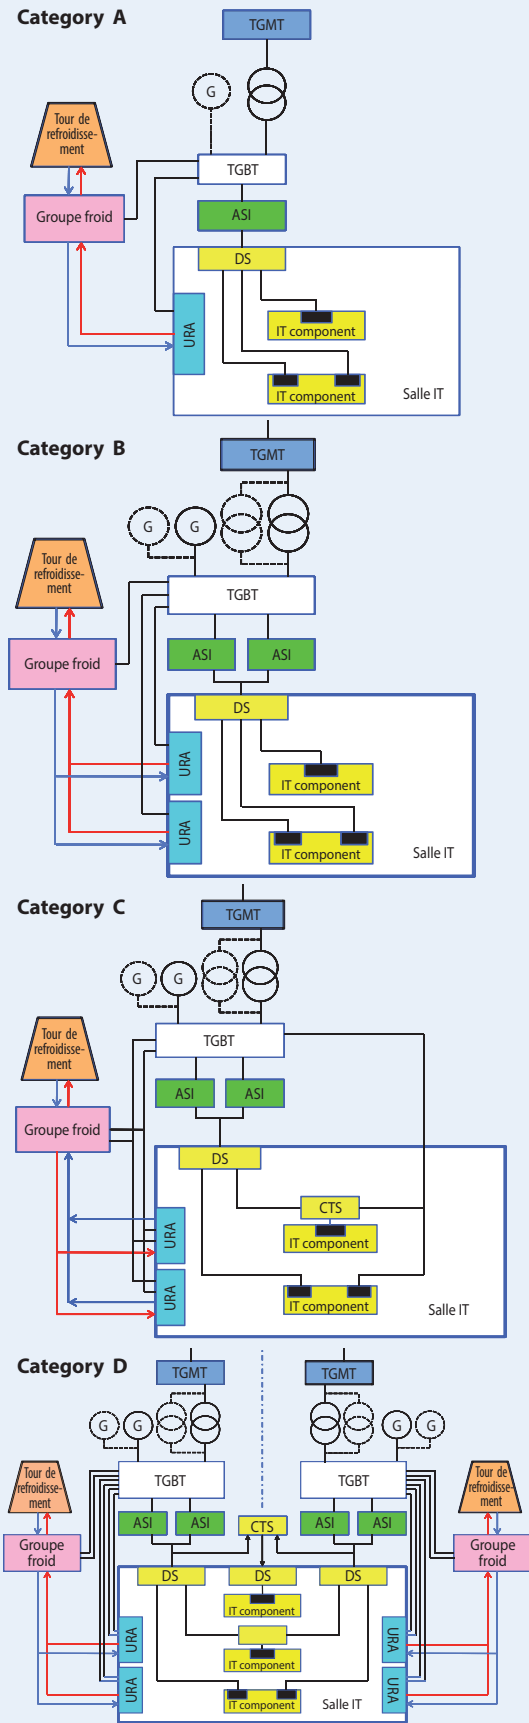 Category A
TGMT
G
Tour de
refroidisse-
ment
TGBT
Groupe froid
ASI
DS
URA
IT component
IT component
Salle IT
Category B
TGMT
G
G
Tour de
refroidisse-
ment
TGBT
Groupe froid
ASI
ASI
DS
URA
IT component
URA
IT component
Salle IT
Category C
TGMT
G
G
Tour de
refroidisse-
ment
TGBT
ASI
ASI
Groupe froid
DS
CTS
URA
IT component
URA
IT component
Salle IT
Category D
TGMT
TGMT
G
G
G
G
Tour de
refroidisse-
ment
TGBT
TGBT
Tour de
refroidisse-
ment
ASI
ASI
CTS
ASI
ASI
Groupe
froid
Groupe
froid
DS
DS
DS
IT component
URA
URA
IT component
URA
URA
IT component
Salle IT